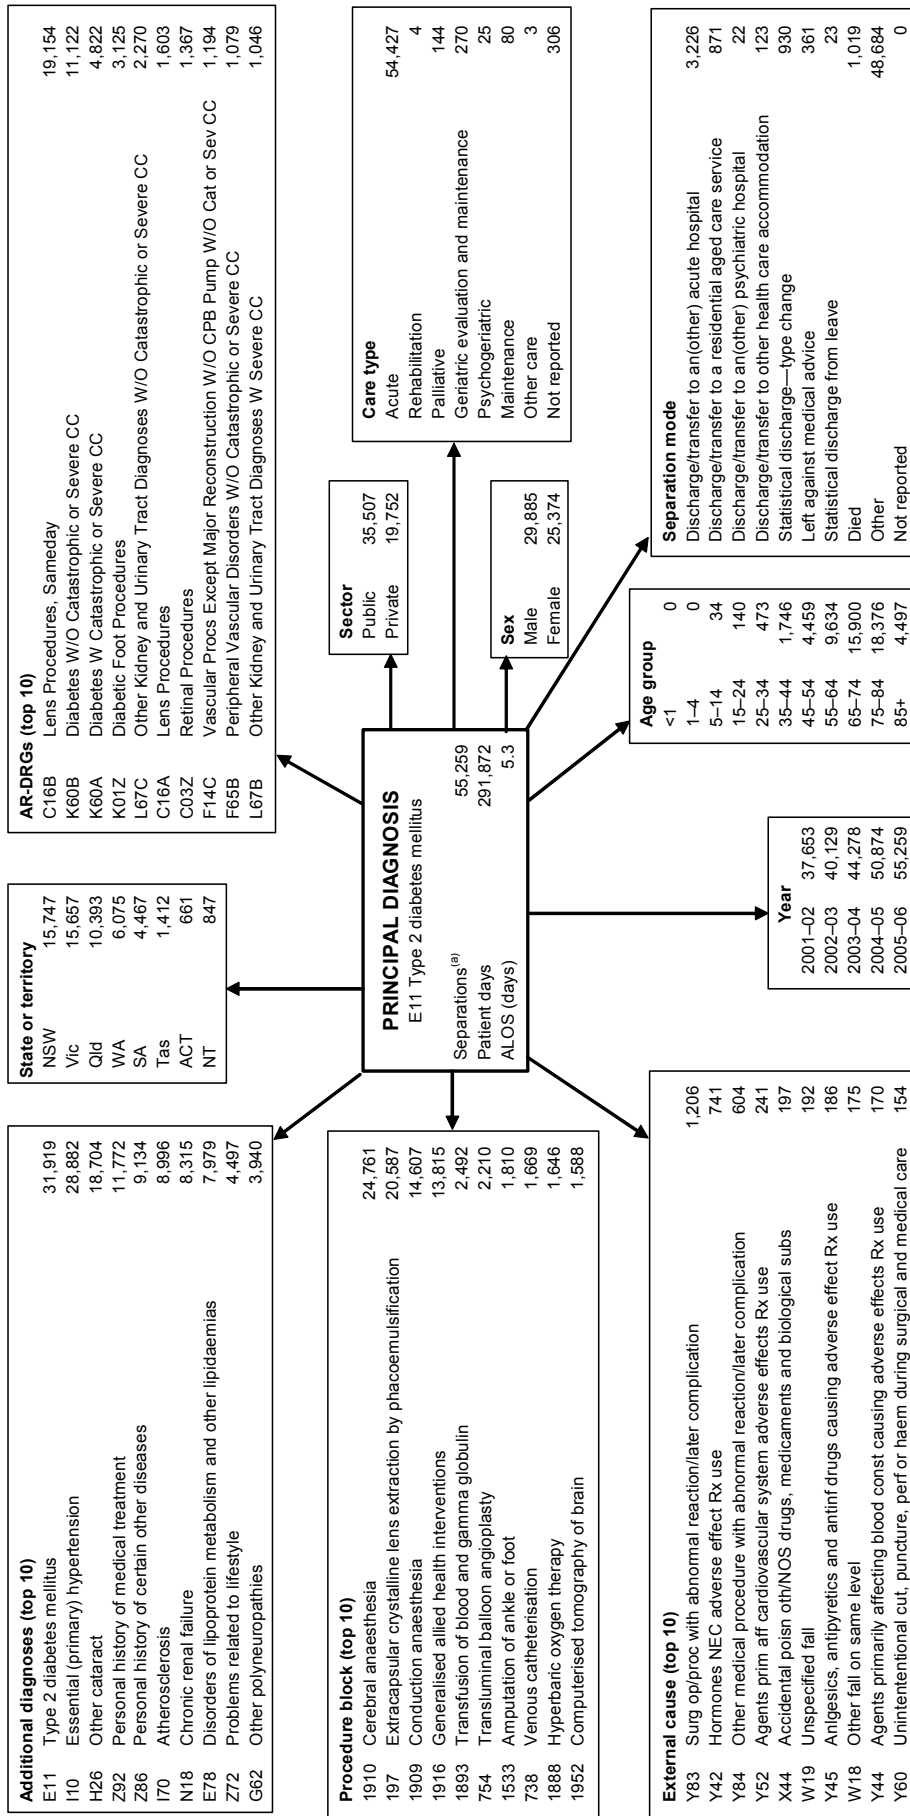 Additional diagnoses (top 10)
E11 Type 2 diabetes mellitus 31,919
I10 Essential (primary) hypertension 28,882
H26 Other cataract 18,704
Z92 Personal history of medical treatment 11,772
Z86 Personal history of certain other diseases 9,134
I70 Atherosclerosis 8,996
N18 Chronic renal failure 8,315
E78 Disorders of lipoprotein metabolism and other lipidaemias 7,979
Z72 Problems related to lifestyle 4,497
G62 Other polyneuropathies 3,940
State or territory
NSW 15,747
Vic 15,657
Qld 10,393
WA 6,075
SA 4,467
Tas 1,412
ACT 661
NT 847
AR-DRGs (top 10)
C16B Lens Procedures, Sameday 19,154
K60B Diabetes W/O Catastrophic or Severe CC 11,122
K60A Diabetes W Catastrophic or Severe CC 4,822
K01Z Diabetic Foot Procedures 3,125
L67C Other Kidney and Urinary Tract Diagnoses W/O Catastrophic or Severe CC 2,270
C16A Lens Procedures 1,603
C03Z Retinal Procedures 1,367
F14C Vascular Procs Except Major Reconstruction W/O CPB Pump W/O Cat or Sev CC 1,194
F65B Peripheral Vascular Disorders W/O Catastrophic or Severe CC 1,079
L67B Other Kidney and Urinary Tract Diagnoses W Severe CC 1,046
Procedure block (top 10)
1910 Cerebral anaesthesia 24,761
197 Extracapsular crystalline lens extraction by phacoemulsification 20,587
1909 Conduction anaesthesia 14,607
1916 Generalised allied health interventions 13,815
1893 Transfusion of blood and gamma globulin 2,492
754 Transluminal balloon angioplasty 2,210
1533 Amputation of ankle or foot 1,810
738 Venous catheterisation 1,669
1888 Hyperbaric oxygen therapy 1,646
1952 Computerised tomography of brain 1,588
PRINCIPAL DIAGNOSIS
E11 Type 2 diabetes mellitus
Separations(a) 55,259
Patient days 291,872
ALOS (days) 5.3
Sector
Public 35,507
Private 19,752
Sex
Male 29,885
Female 25,374
Care type
Acute 54,427
Rehabilitation 4
Palliative 144
Geriatric evaluation and maintenance 270
Psychogeriatric 25
Maintenance 80
Other care 3
Not reported 306
External cause (top 10)
Y83 Surg op/proc with abnormal reaction/later complication 1,206
Y42 Hormones NEC adverse effect Rx use 741
Y84 Other medical procedure with abnormal reaction/later complication 604
Y52 Agents prim aff cardiovascular system adverse effects Rx use 241
X44 Accidental poisn oth/NOS drugs, medicaments and biological subs 197
W19 Unspecified fall 192
Y45 Anlgesics, antipyretics and antinf drugs causing adverse effect Rx use 186
W18 Other fall on same level 175
Y44 Agents primarily affecting blood const causing adverse effects Rx use 170
Y60 Unintentional cut, puncture, perf or haem during surgical and medical care 154
Year
2001–02 37,653
2002–03 40,129
2003–04 44,278
2004–05 50,874
2005–06 55,259
Age group
<1 0
1–4 0
5–14 34
15–24 140
25–34 473
35–44 1,746
45–54 4,459
55–64 9,634
65–74 15,900
75–84 18,376
85+ 4,497
Separation mode
Discharge/transfer to an(other) acute hospital 3,226
Discharge/transfer to a residential aged care service 871
Discharge/transfer to an(other) psychiatric hospital 22
Discharge/transfer to other health care accommodation 123
Statistical discharge—type change 930
Left against medical advice 361
Statistical discharge from leave 23
Died 1,019
Other 48,684
Not reported 0